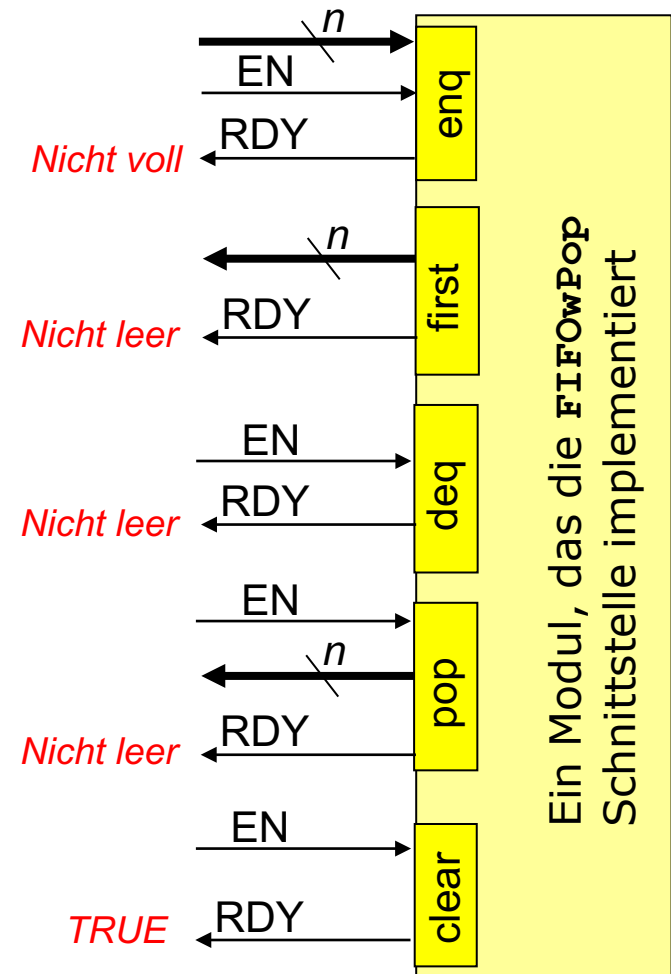 n
EN
enq
RDY
Nicht voll
n
first
RDY
Nicht leer
EN
deq
RDY
Nicht leer
EN
n
pop
RDY
Nicht leer
EN
clear
RDY
TRUE
Ein Modul, das die FIFOwPop
Schnittstelle implementiert